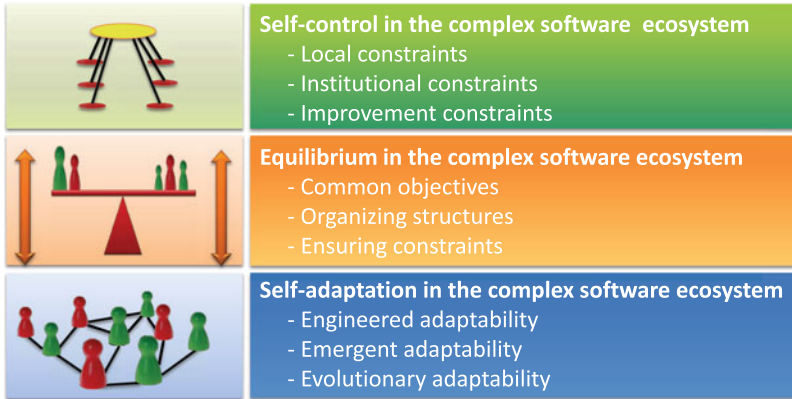 Self-control in the complex software ecosystem
- Local constraints
- Institutional constraints
- Improvement constraints
Equilibrium in the complex software ecosystem
- Common objectives
- Organizing structures
- Ensuring constraints
Self-adaptation in the complex software ecosystem
- Engineered adaptability
- Emergent adaptability
- Evolutionary adaptability